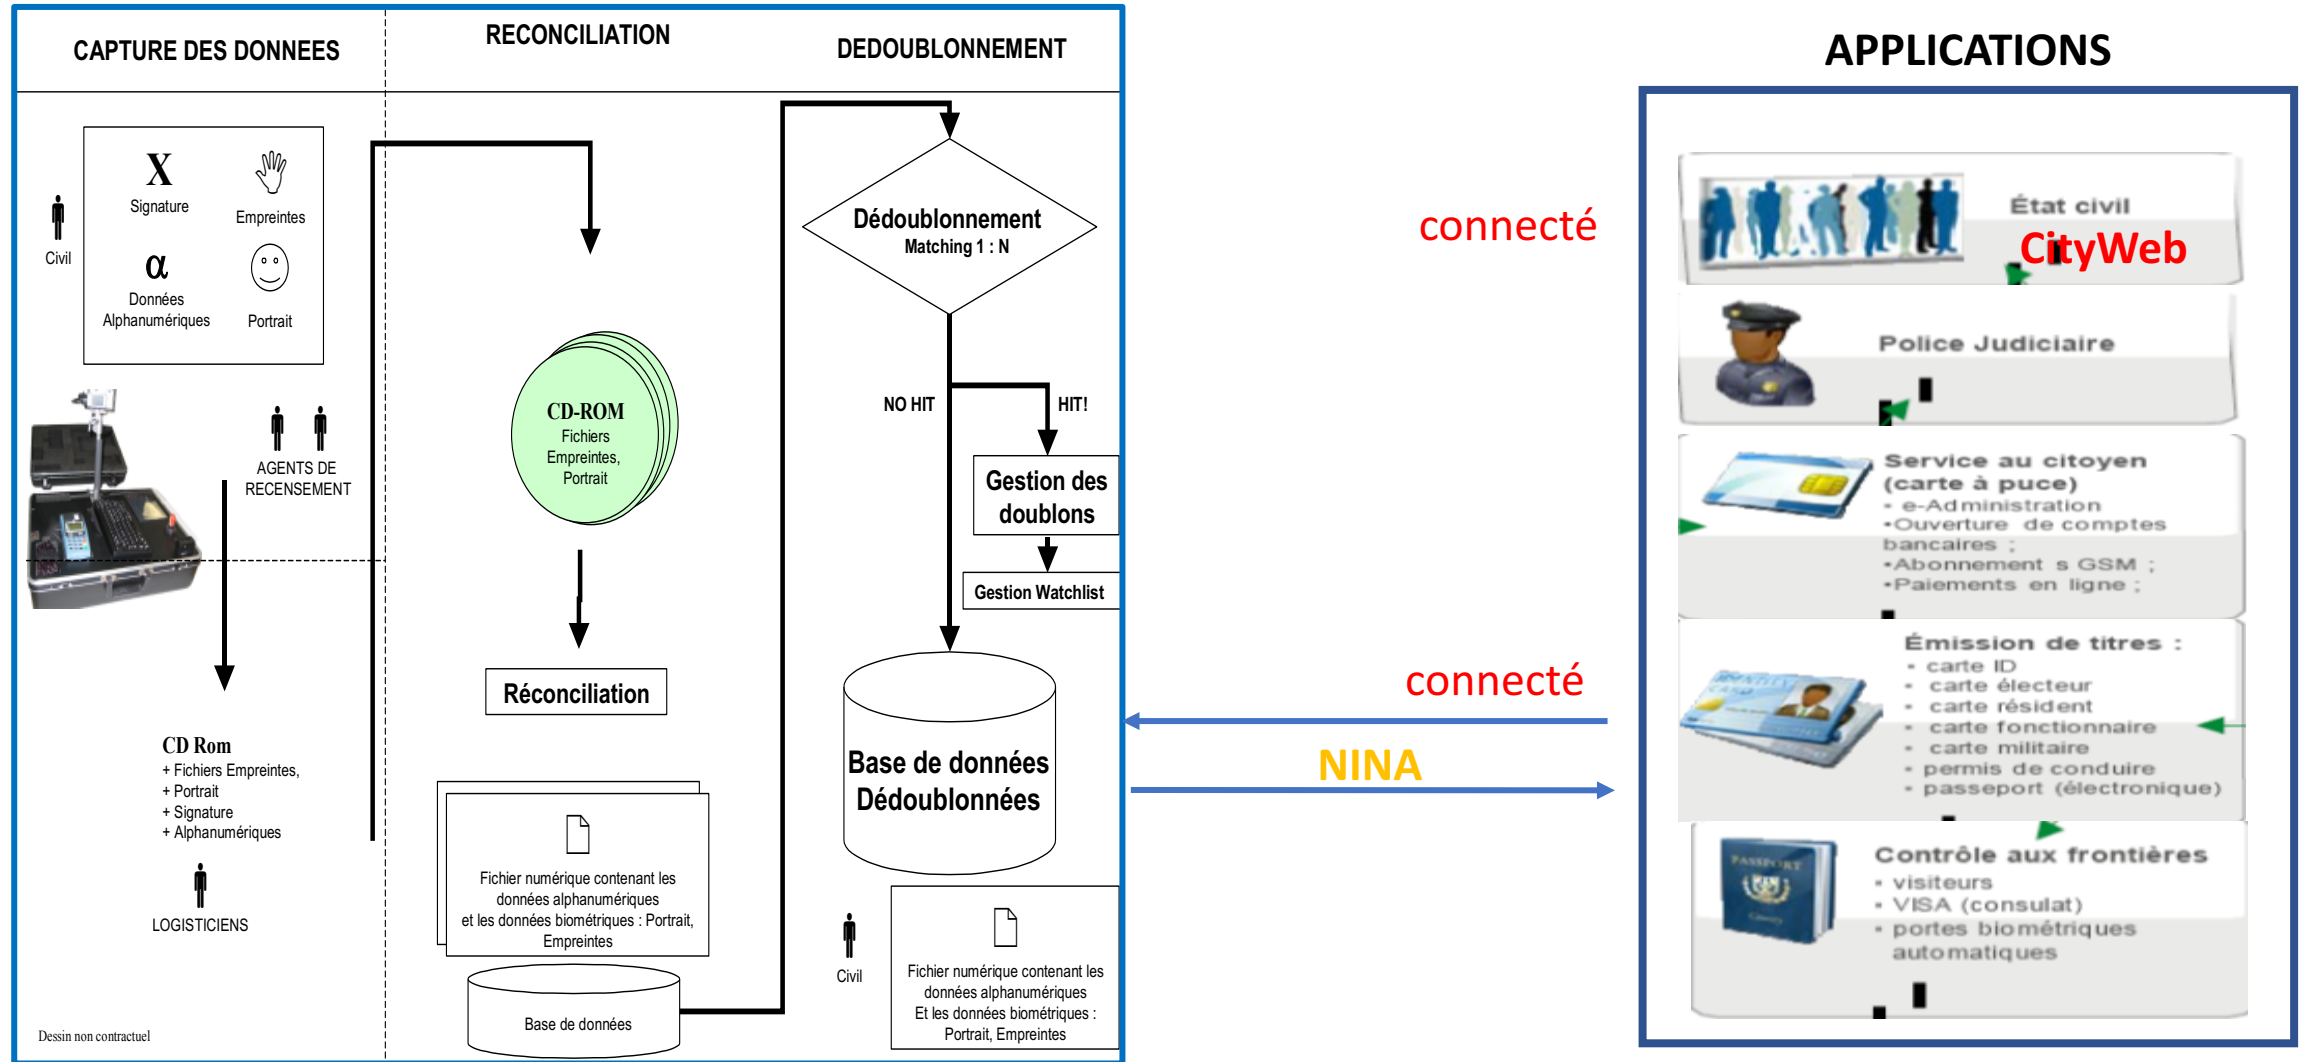 CAPTURE DES DONNEES
RECONCILIATION
DEDOUBLONNEMENT
X
Signature
Empreintes
Civil
α
Données
Alphanumériques
Portrait
AGENTS DE
RECENSEMENT
CD Rom
+ Fichiers Empreintes,
+ Portrait
+ Signature
+ Alphanumériques
LOGISTICIENS
Dessin non contractuel
CD-ROM
Fichiers
Empreintes,
Portrait
Réconciliation
Fichier numérique contenant les
données alphanumériques
et les données biométriques : Portrait,
Empreintes
Base de données
Dédoublonnement
Matching 1 : N
NO HIT
HIT!
Gestion des
doublons
Gestion Watchlist
Base de données
Dédoublonnées
Civil
Fichier numérique contenant les
données alphanumériques
Et les données biométriques :
Portrait, Empreintes
connecté
connecté
NINA
APPLICATIONS
État civil
CityWeb
Police Judiciaire
Service au citoyen
(carte à puce)
- e-Administration
•Ouverture de comptes
bancaires ;
•Abonnement s GSM ;
•Paiements en ligne ;
IDENTITY
CARD
Émission de titres :
• carte ID
• carte électeur
• carte résident
• carte fonctionnaire
• carte militaire
• permis de conduire
• passeport (électronique)
PASSPORT
Contrôle aux frontières
• visiteurs
• VISA (consulat)
• portes biométriques
automatiques